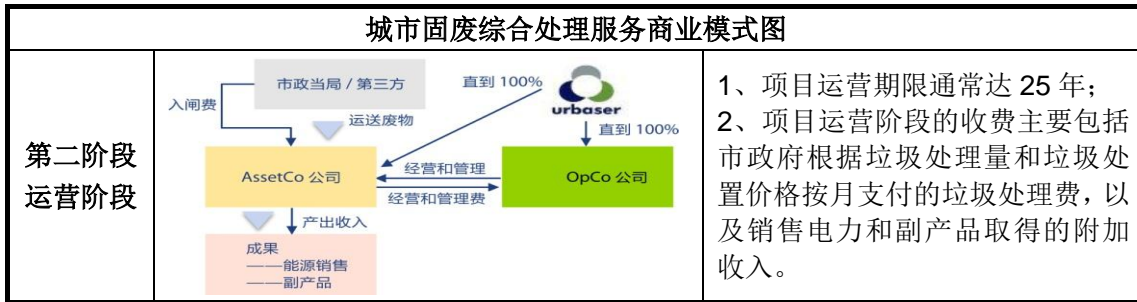 城市固废综合处理服务商业模式图
第二阶段
运营阶段
市政当局 / 第三方
直到 100%
urbaser
入闸费
运送废物
直到 100%
AssetCo 公司
经营和管理
OpCo 公司
经营和管理费
产出收入
成果
——能源销售
——副产品
1、项目运营期限通常达 25 年；
2、项目运营阶段的收费主要包括
市政府根据垃圾处理量和垃圾处
置价格按月支付的垃圾处理费，以
及销售电力和副产品取得的附加
收入。